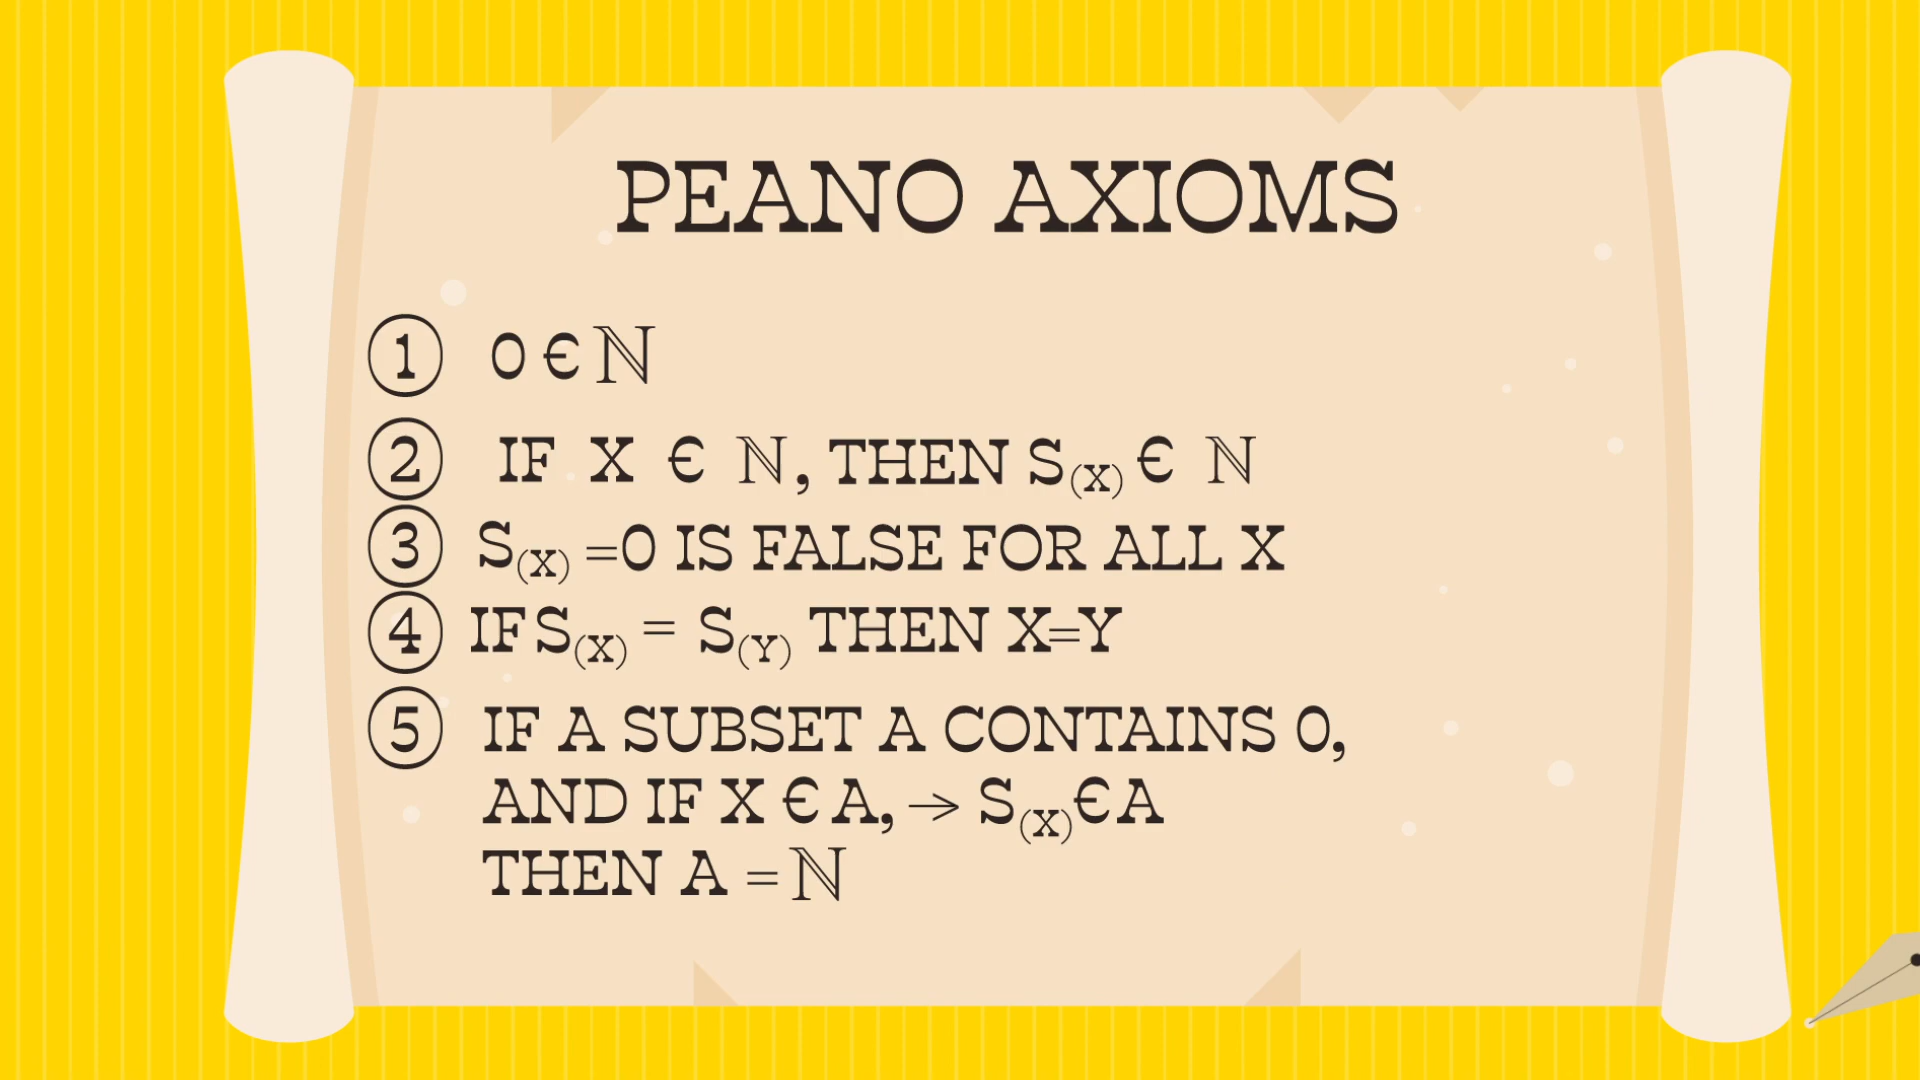 PEANO AXIOMS
1 0 Є ℕ
2 IF X Є ℕ, THEN S(X) Є ℕ
3 S(X) =0 IS FALSE FOR ALL X
4 IF S(X) = S(Y) THEN X=Y
5 IF A SUBSET A CONTAINS 0,
AND IF X Є A, → S(X) Є A
THEN A = ℕ